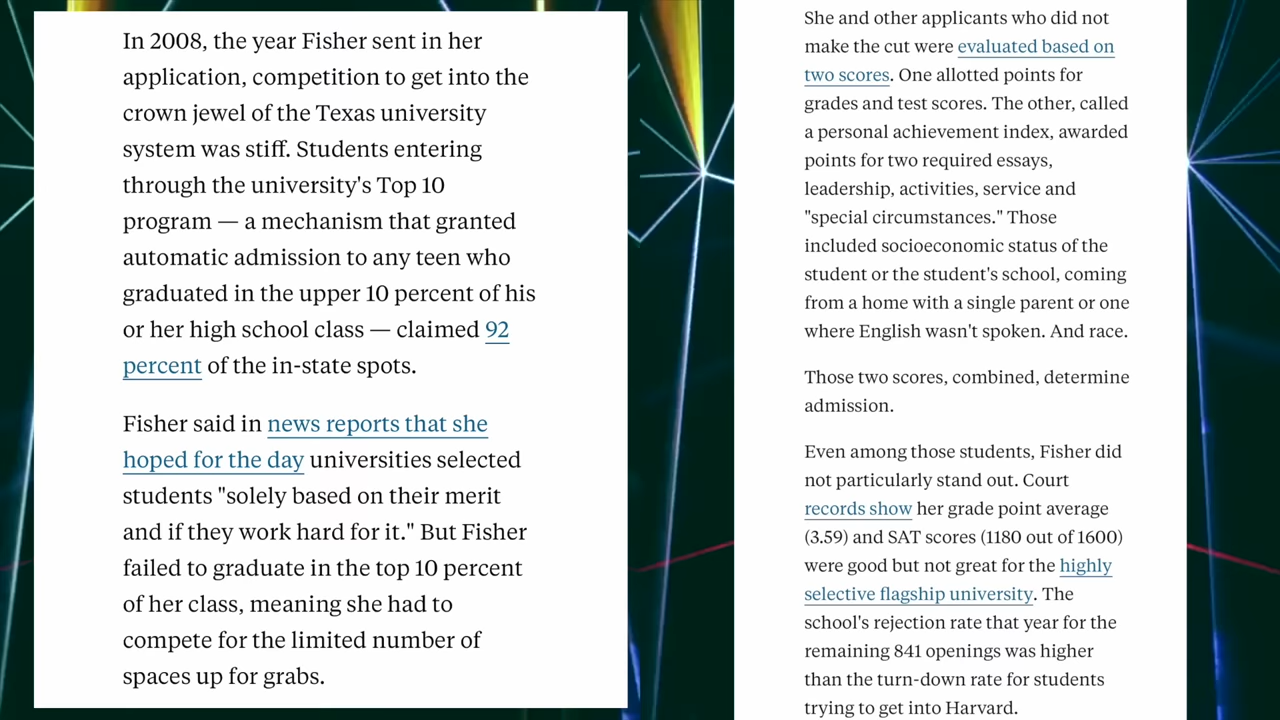 In 2008, the year Fisher sent in her
application, competition to get into the
crown jewel of the Texas university
system was stiff. Students entering
through the university's Top 10
program — a mechanism that granted
automatic admission to any teen who
graduated in the upper 10 percent of his
or her high school class — claimed 92
percent of the in-state spots.
Fisher said in news reports that she
hoped for the day universities selected
students "solely based on their merit
and if they work hard for it." But Fisher
failed to graduate in the top 10 percent
of her class, meaning she had to
compete for the limited number of
spaces up for grabs.
She and other applicants who did not
make the cut were evaluated based on
two scores. One allotted points for
grades and test scores. The other, called
a personal achievement index, awarded
points for two required essays,
leadership, activities, service and
"special circumstances." Those
included socioeconomic status of the
student or the student's school, coming
from a home with a single parent or one
where English wasn't spoken. And race.
Those two scores, combined, determine
admission.
Even among those students, Fisher did
not particularly stand out. Court
records show her grade point average
(3.59) and SAT scores (1180 out of 1600)
were good but not great for the highly
selective flagship university. The
school's rejection rate that year for the
remaining 841 openings was higher
than the turn-down rate for students
trying to get into Harvard.